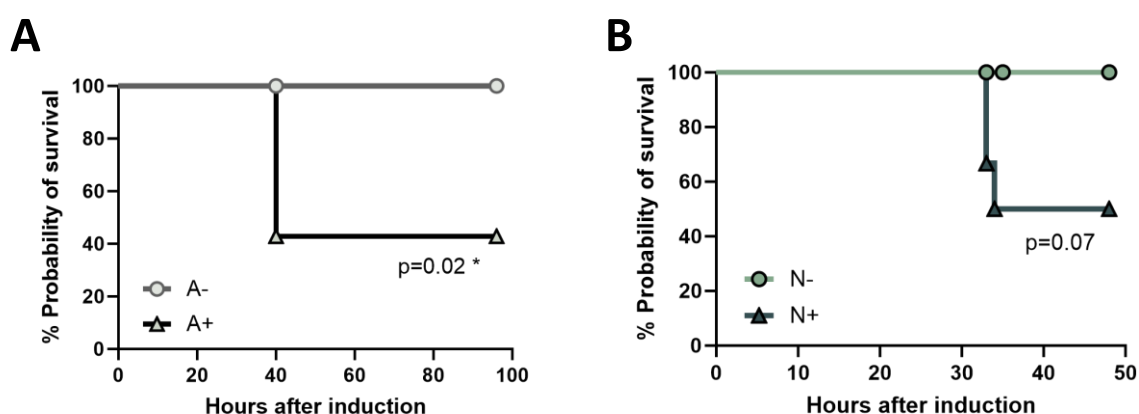 A
% Probability of survival
100
80
60
40
20
0
0 20 40 60 80 100
Hours after induction
A-
A+
p=0.02 *
B
% Probability of survival
100
80
60
40
20
0
0 10 20 30 40 50
Hours after induction
N-
N+
p=0.07